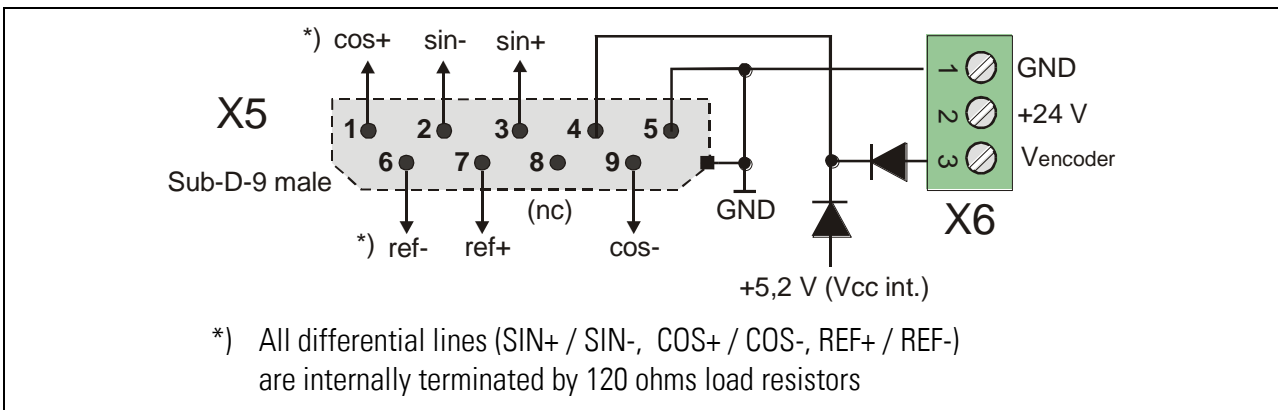 *) cos+ sin- sin+
X5
1 2 3 4 5
6 7 8 9
Sub-D-9 male
(nc)
*) ref- ref+ cos-
GND
+5,2 V (Vcc int.)
1 GND
2 +24 V
3 Vencoder
X6
*) All differential lines (SIN+ / SIN-, COS+ / COS-, REF+ / REF-)
are internally terminated by 120 ohms load resistors